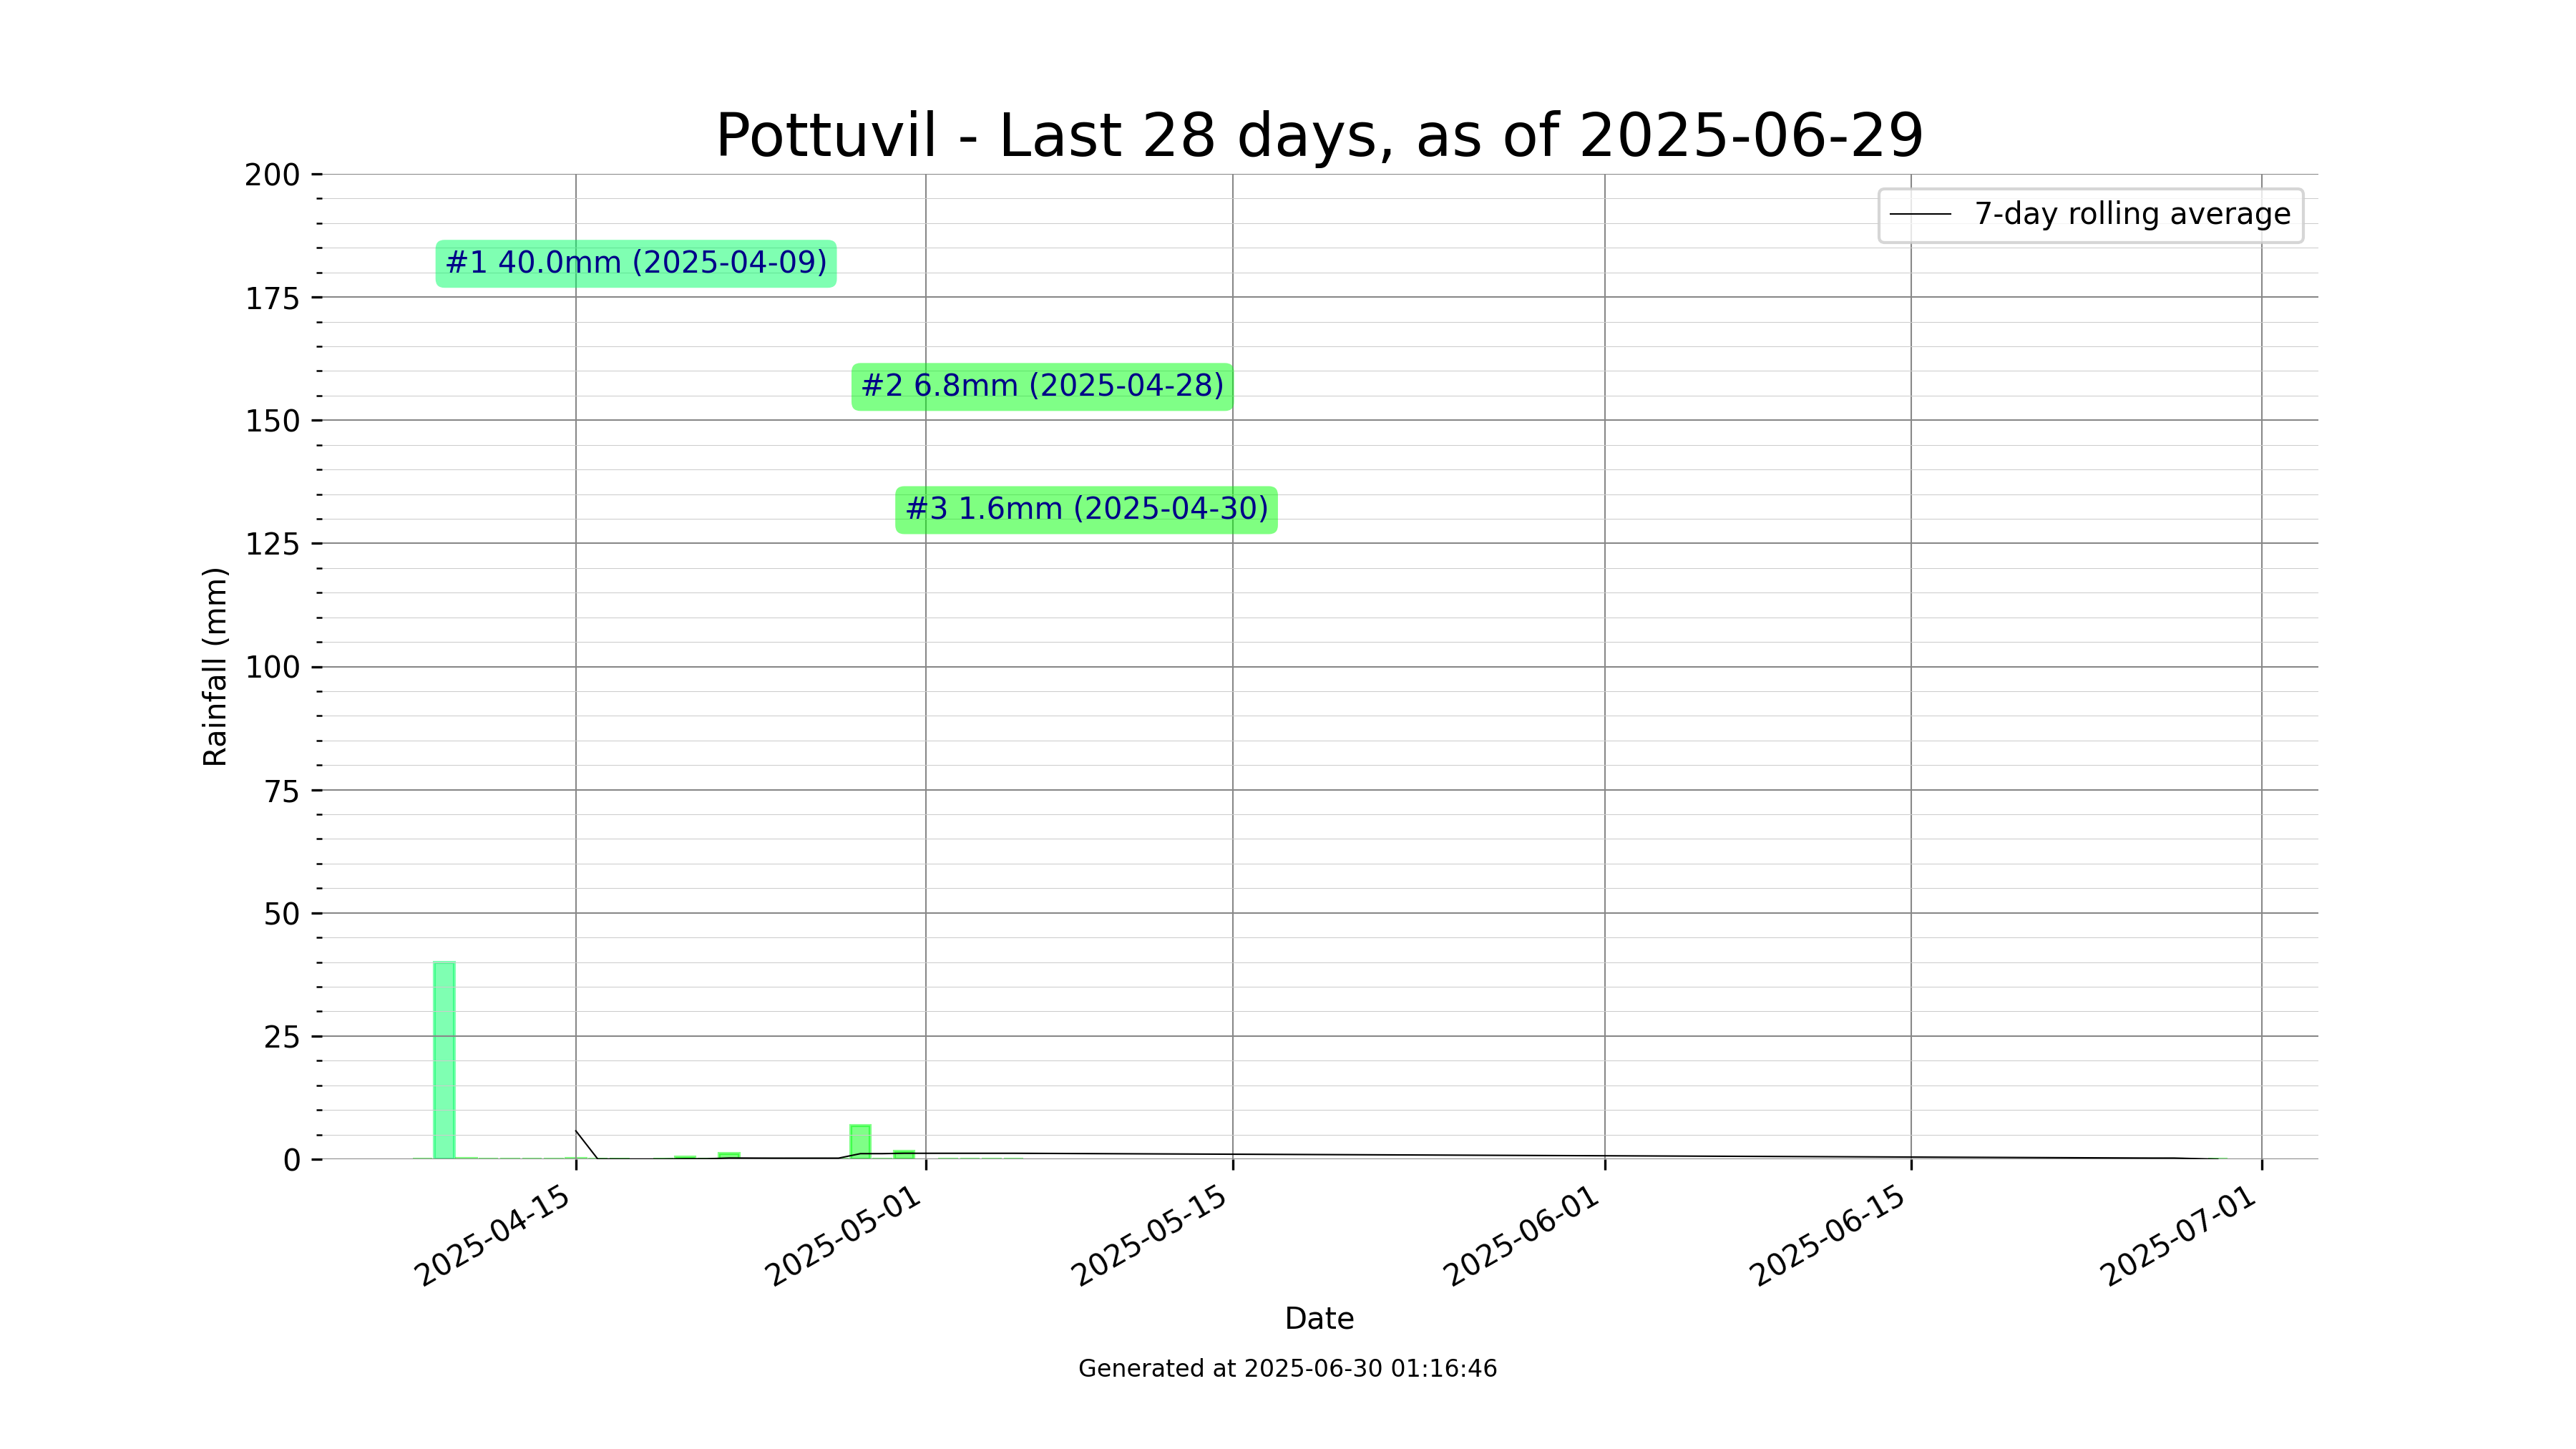 Pottuvil - Last 28 days, as of 2025-06-29
7-day rolling average
#1 40.0mm (2025-04-09)
#2 6.8mm (2025-04-28)
#3 1.6mm (2025-04-30)
Rainfall (mm)
200
175
150
125
100
75
50
25
0
2025-04-15
2025-05-01
2025-05-15
2025-06-01
2025-06-15
2025-07-01
Date
Generated at 2025-06-30 01:16:46